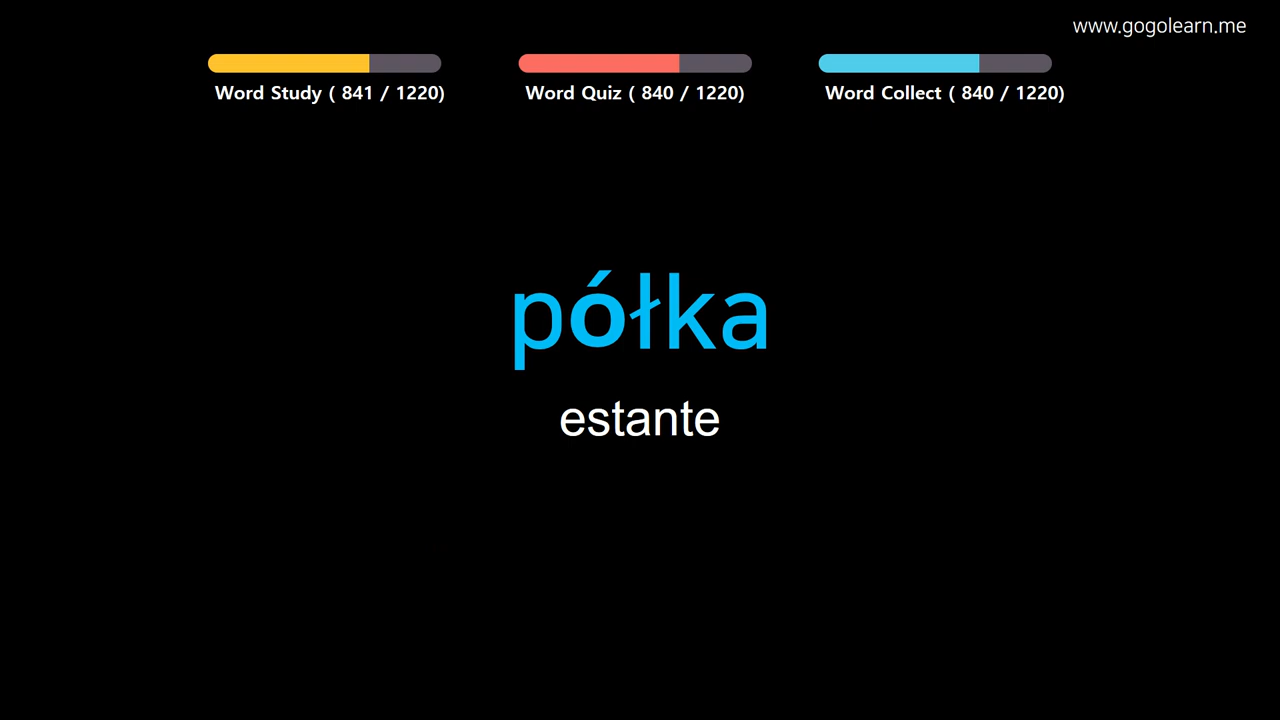 www.gogolearn.me
Word Study ( 841 / 1220)
Word Quiz ( 840 / 1220)
Word Collect ( 840 / 1220)
półka
estante